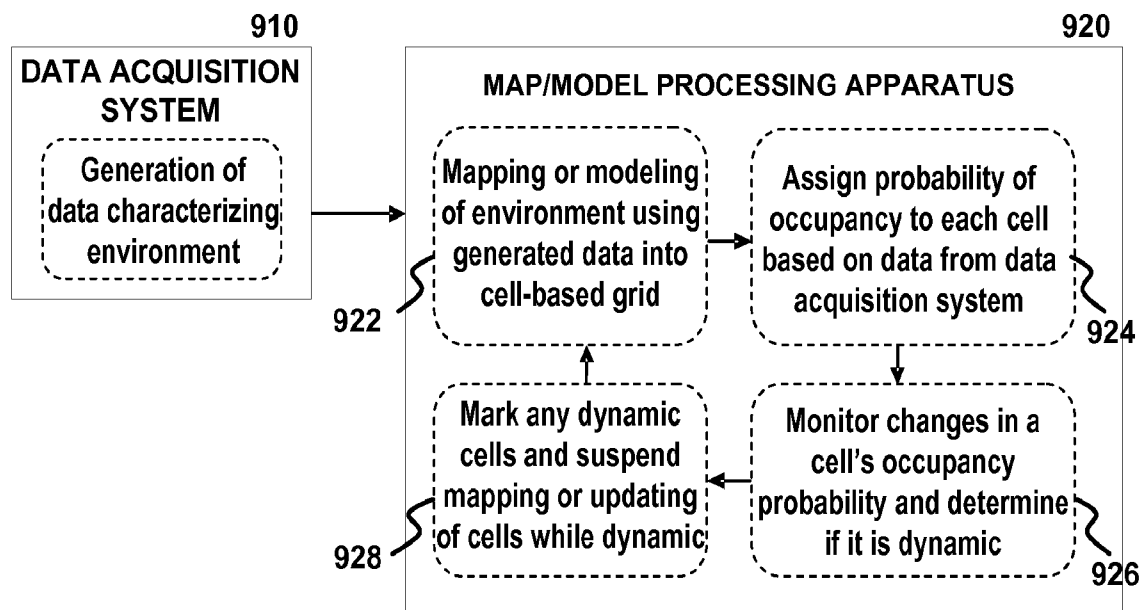 910
DATA ACQUISITION
SYSTEM
Generation of
data characterizing
environment
920
MAP/MODEL PROCESSING APPARATUS
Mapping or modeling
of environment using
generated data into
cell-based grid
922
Assign probability of
occupancy to each cell
based on data from data
acquisition system
924
Monitor changes in a
cell's occupancy
probability and determine
if it is dynamic
926
Mark any dynamic
cells and suspend
mapping or updating
of cells while dynamic
928